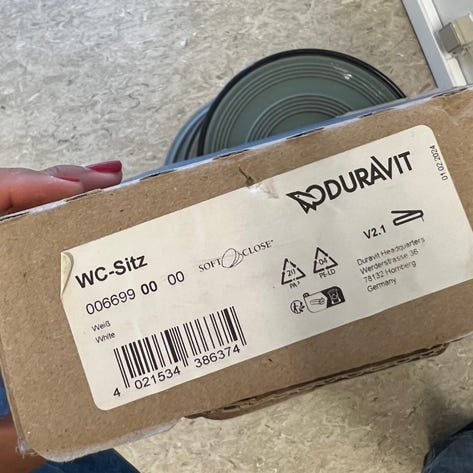 DURAVIT
01.02.2024
WC-Sitz
006699 00 00
SOFT CLOSE
Weiß
White
V2.1
20
PAP
04
PE-LD
Duravit Headquarters
Werderstrasse 36
78132 Hornberg
Germany
4 021534 386374